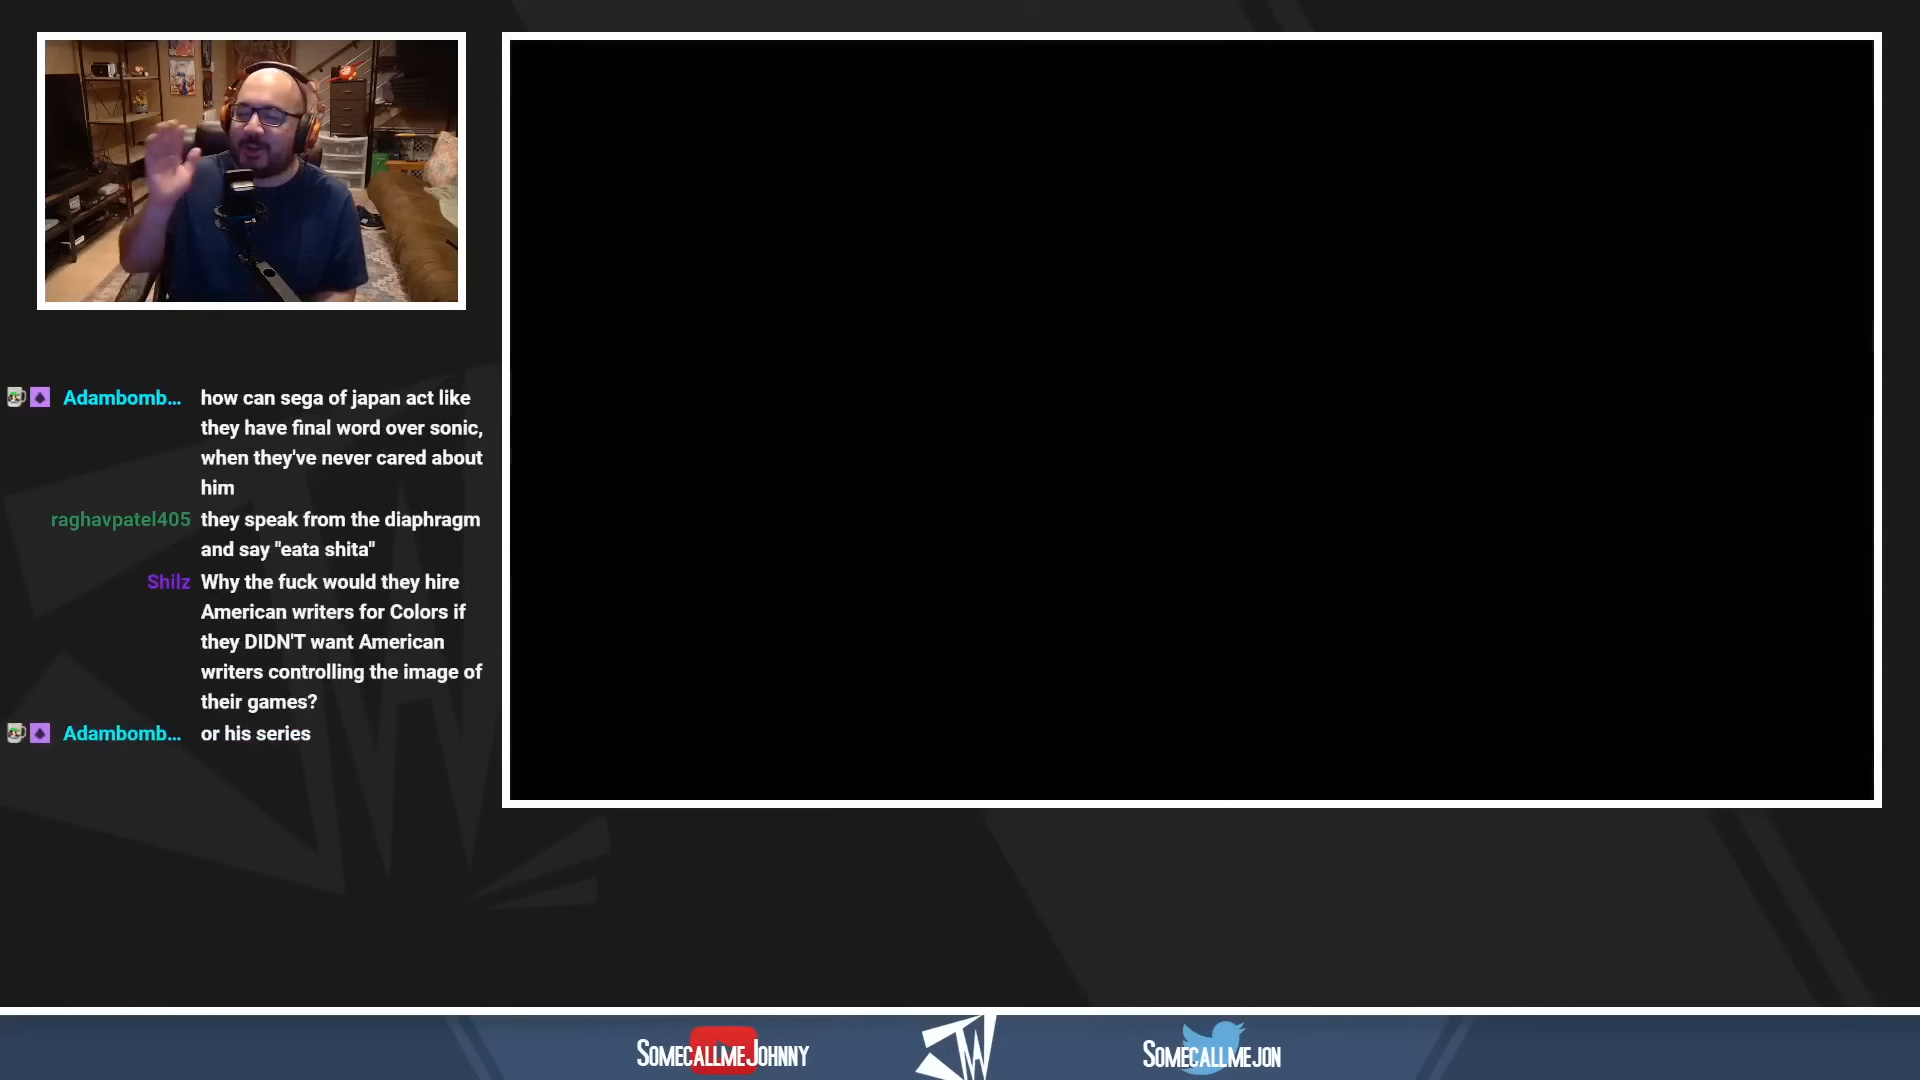 Adambomb... how can sega of japan act like
they have final word over sonic,
when they've never cared about
him
raghavpatel405 they speak from the diaphragm
and say "eata shita"
Shilz Why the fuck would they hire
American writers for Colors if
they DIDN'T want American
writers controlling the image of
their games?
Adambomb... or his series
SOMECALLMEJOHNNY
SOMECALLMEJON